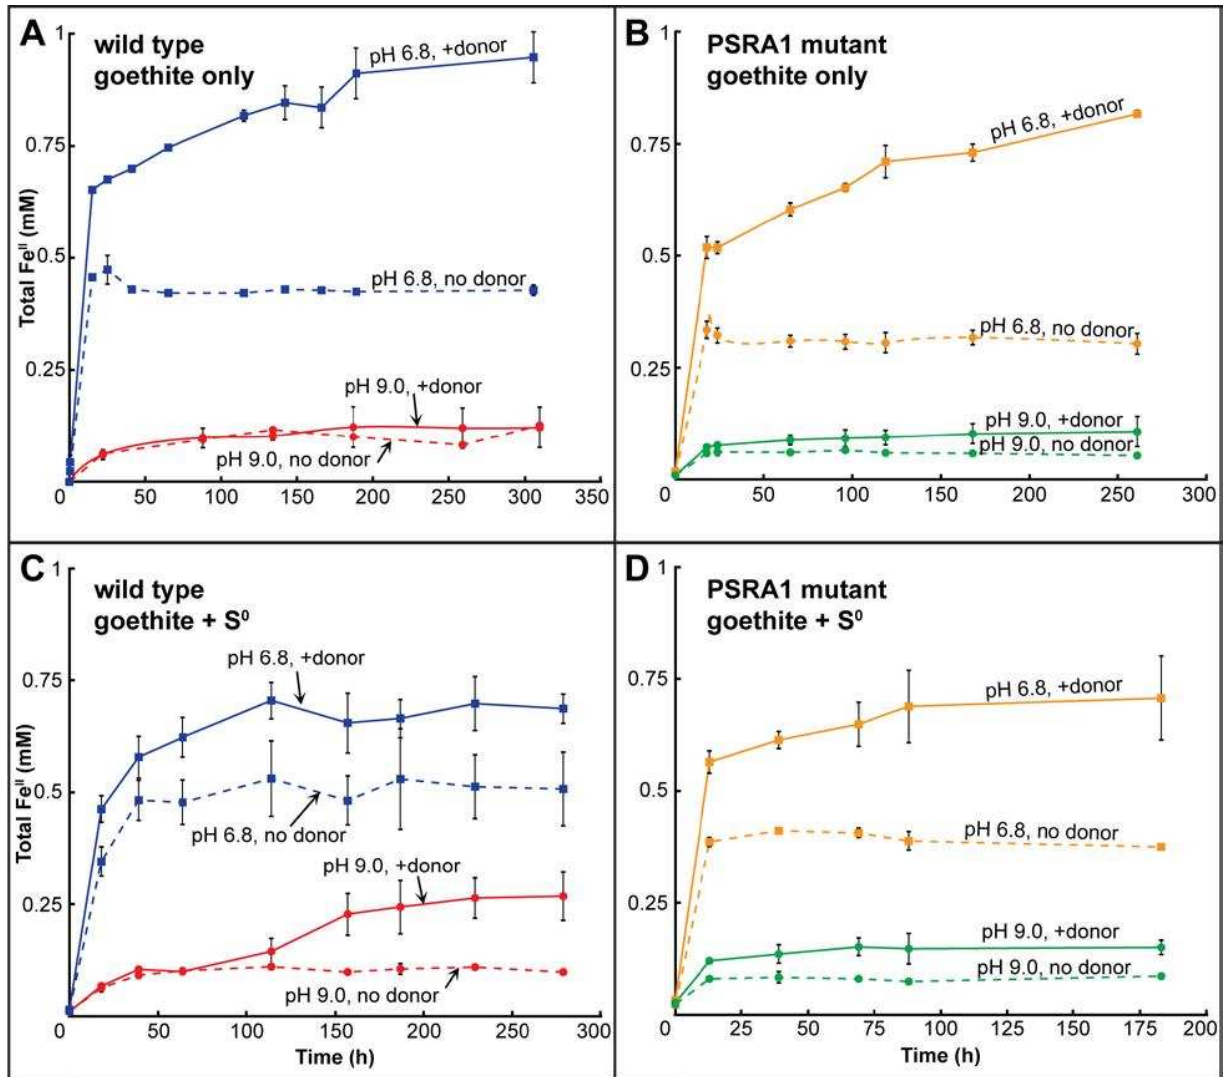 A
wild type
goethite only
Total Feᴵᴵ (mM)
1
0.75
0.5
0.25
0
50
100
150
200
250
300
350
pH 6.8, +donor
pH 6.8, no donor
pH 9.0, +donor
pH 9.0, no donor
B
PSRA1 mutant
goethite only
1
0.75
0.5
0.25
0
50
100
150
200
250
300
pH 6.8, +donor
pH 6.8, no donor
pH 9.0, +donor
pH 9.0, no donor
C
wild type
goethite + S⁰
Total Feᴵᴵ (mM)
1
0.75
0.5
0.25
0
50
100
150
200
250
300
Time (h)
pH 6.8, +donor
pH 6.8, no donor
pH 9.0, +donor
pH 9.0, no donor
D
PSRA1 mutant
goethite + S⁰
1
0.75
0.5
0.25
0
25
50
75
100
125
150
175
200
Time (h)
pH 6.8, +donor
pH 6.8, no donor
pH 9.0, +donor
pH 9.0, no donor